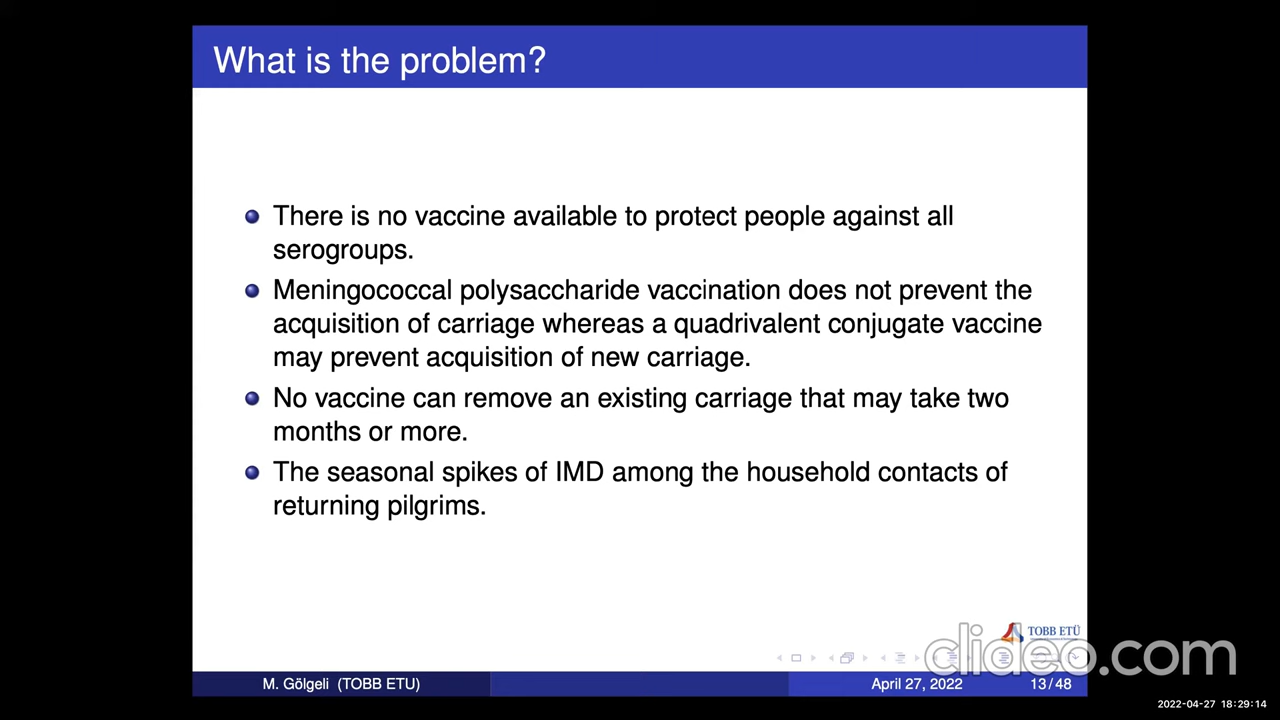 What is the problem?
There is no vaccine available to protect people against all
serogroups.
Meningococcal polysaccharide vaccination does not prevent the
acquisition of carriage whereas a quadrivalent conjugate vaccine
may prevent acquisition of new carriage.
No vaccine can remove an existing carriage that may take two
months or more.
The seasonal spikes of IMD among the household contacts of
returning pilgrims.
TOBB ETÜ
clideo.com
M. Gölgeli (TOBB ETU)
April 27, 2022
13/48
2022-04-27 18:29:14